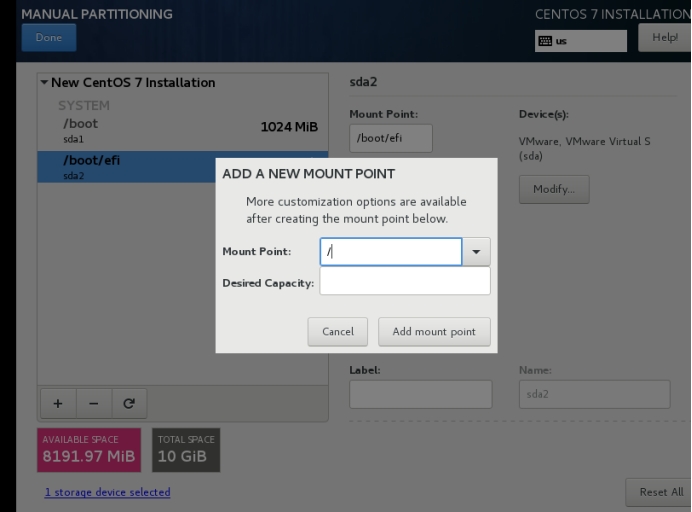 MANUAL PARTITIONING
CENTOS 7 INSTALLATION
Done
us
Help!
New CentOS 7 Installation
SYSTEM
/boot
1024 MiB
sda1
/boot/efi
sda2
sda2
Mount Point:
/boot/efi
Device(s):
VMware, VMware Virtual S
(sda)
Modify...
ADD A NEW MOUNT POINT
More customization options are available
after creating the mount point below.
Mount Point:
/
Desired Capacity:
Cancel
Add mount point
Label:
Name:
sda2
+ −
AVAILABLE SPACE
8191.97 MiB
TOTAL SPACE
10 GiB
1 storage device selected
Reset All